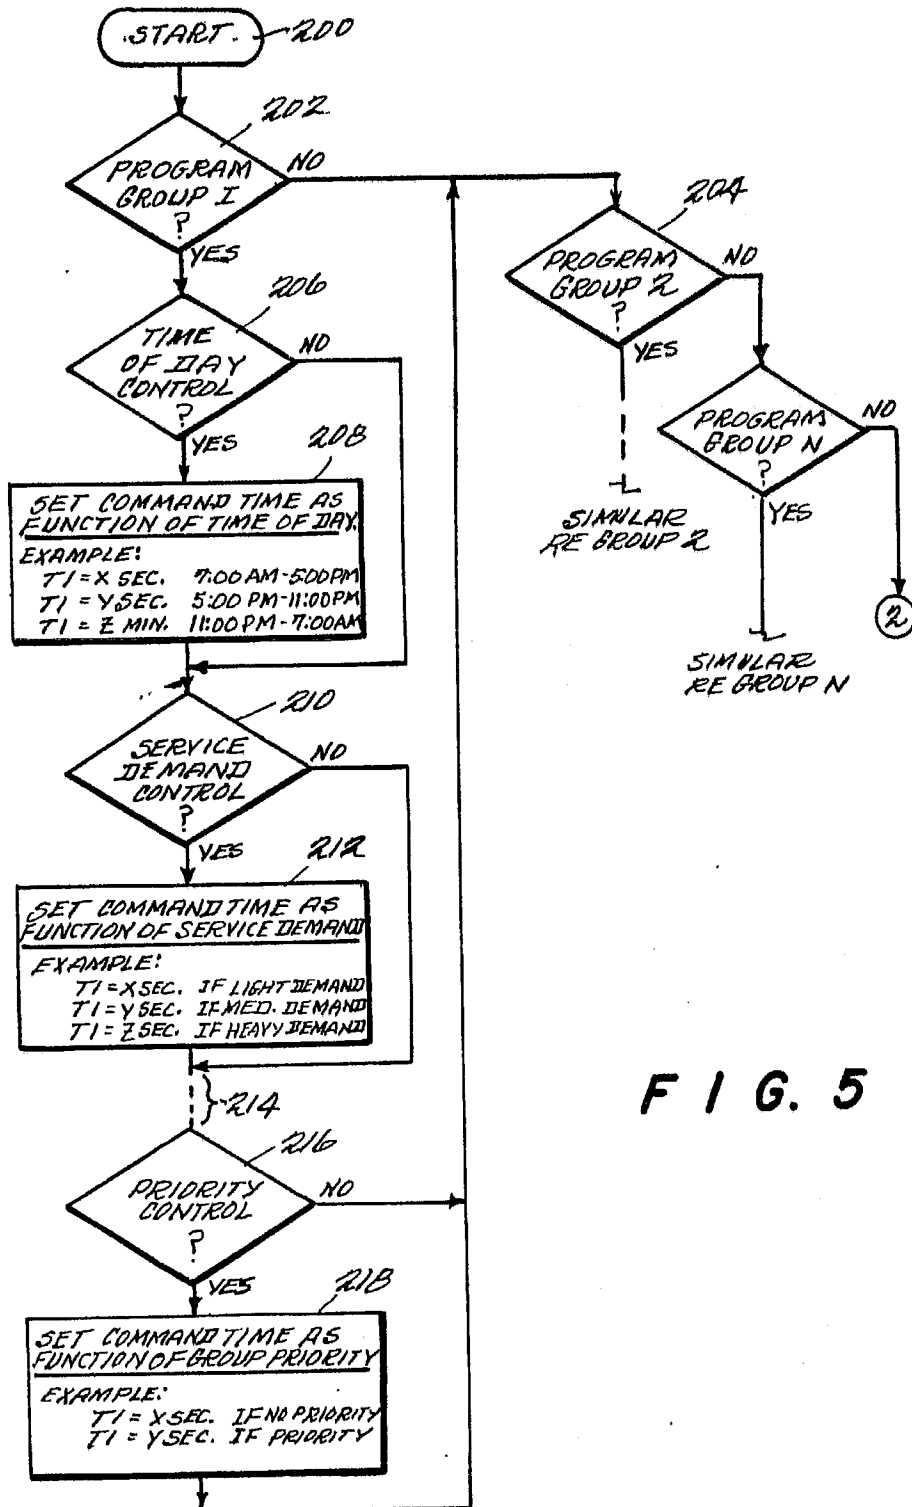 START
200
202
PROGRAM
GROUP I
?
NO
YES
204
PROGRAM
GROUP 2
?
NO
YES
206
TIME
OF DAY
CONTROL
?
NO
YES
PROGRAM
GROUP N
?
NO
YES
208
SET COMMAND TIME AS
FUNCTION OF TIME OF DAY.
EXAMPLE:
T1 = X SEC. 7:00 AM-5:00 PM
T1 = Y SEC. 5:00 PM-11:00 PM
T1 = Z MIN. 11:00 PM-7:00 AM
SIMILAR
RE GROUP 2
2
SIMILAR
RE GROUP N
210
SERVICE
DEMAND
CONTROL
?
NO
YES
212
SET COMMAND TIME AS
FUNCTION OF SERVICE DEMAND
EXAMPLE:
T1 = X SEC. IF LIGHT DEMAND
T1 = Y SEC. IF MED. DEMAND
T1 = Z SEC. IF HEAVY DEMAND
214
FIG. 5
216
PRIORITY
CONTROL
?
NO
YES
218
SET COMMAND TIME AS
FUNCTION OF GROUP PRIORITY
EXAMPLE:
T1 = X SEC. IF NO PRIORITY
T1 = Y SEC. IF PRIORITY